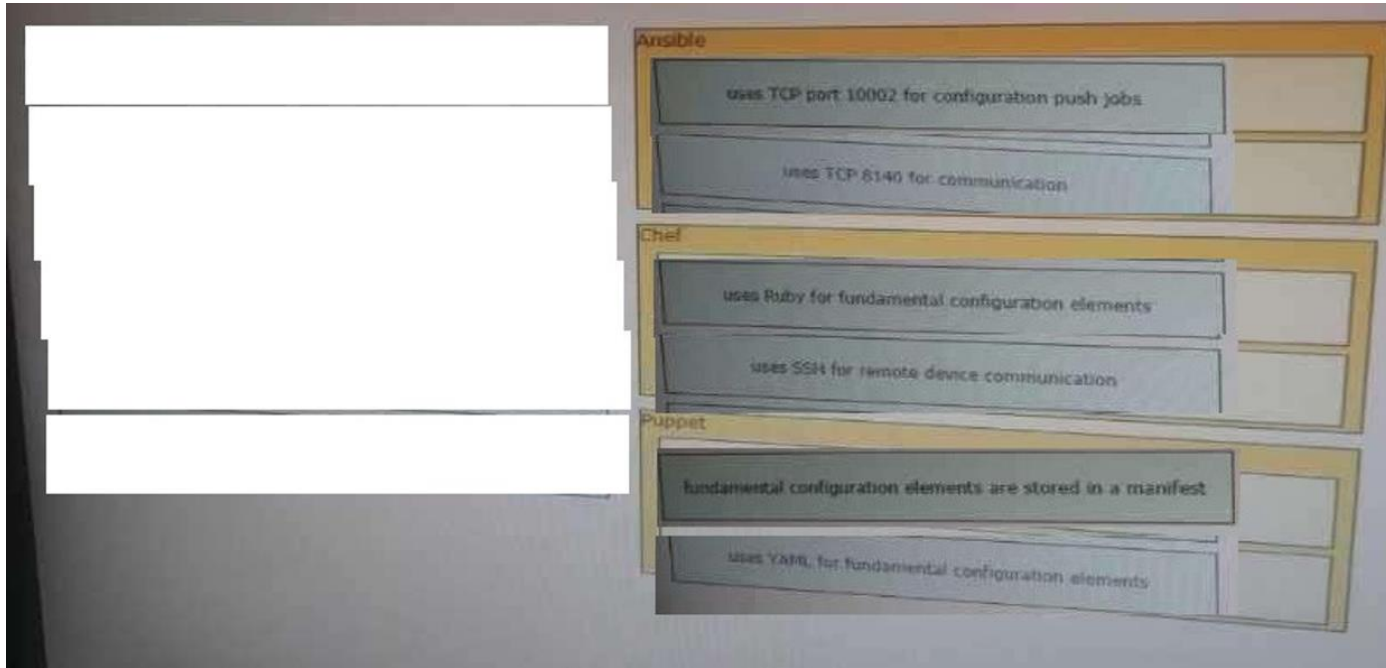 Ansible
uses TCP port 10002 for configuration push jobs
uses TCP 8140 for communication
Chef
uses Ruby for fundamental configuration elements
uses SSH for remote device communication
Puppet
fundamental configuration elements are stored in a manifest
uses YAML for fundamental configuration elements